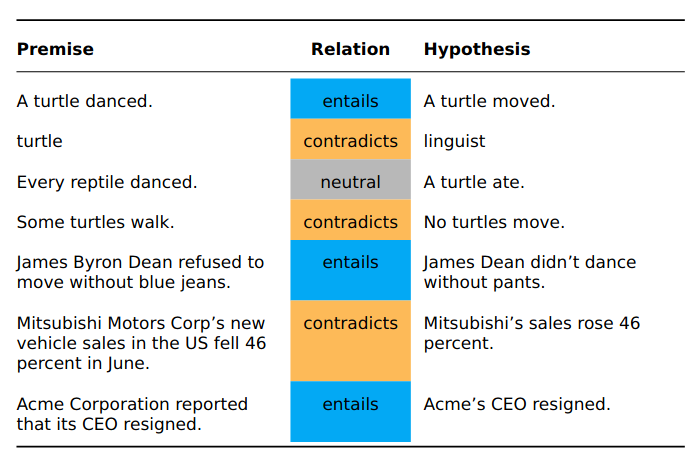 Premise Relation Hypothesis
A turtle danced. entails A turtle moved.
turtle contradicts linguist
Every reptile danced. neutral A turtle ate.
Some turtles walk. contradicts No turtles move.
James Byron Dean refused to entails James Dean didn’t dance
move without blue jeans. without pants.
Mitsubishi Motors Corp’s new contradicts Mitsubishi’s sales rose 46
vehicle sales in the US fell 46 percent.
percent in June.
Acme Corporation reported entails Acme’s CEO resigned.
that its CEO resigned.